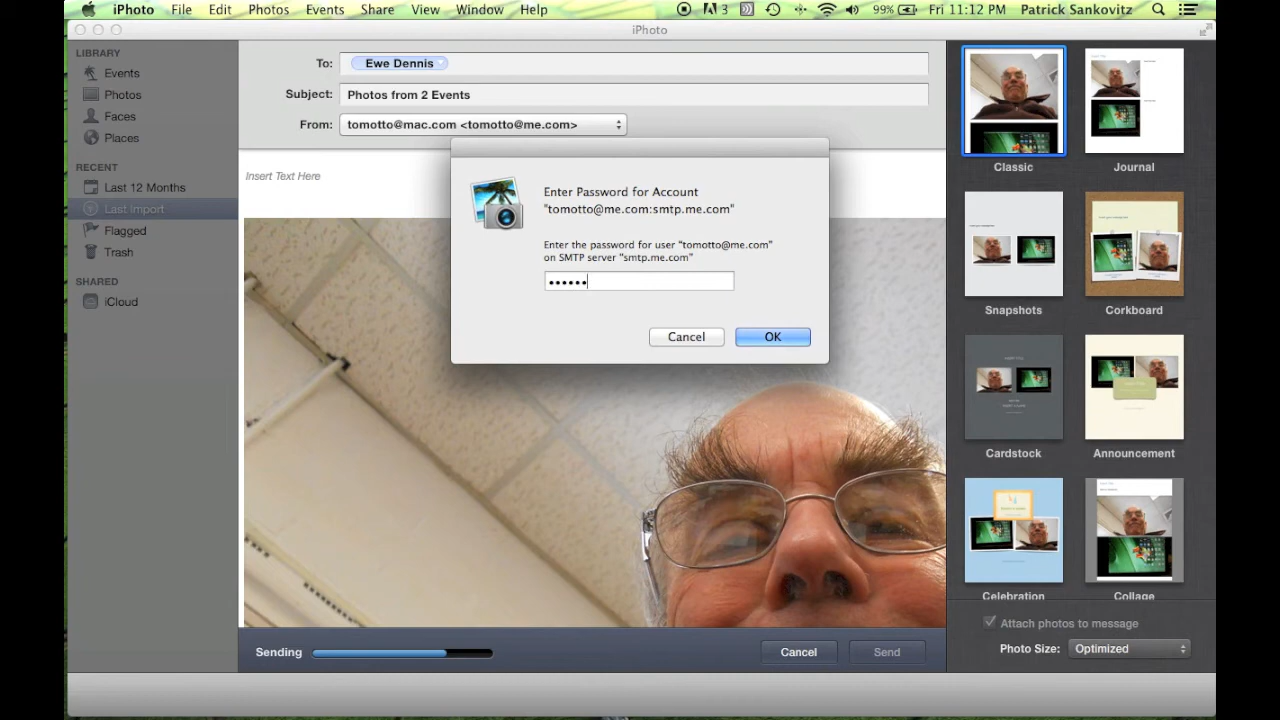 iPhoto File Edit Photos Events Share View Window Help 3 99% Fri 11:12 PM Patrick Sankovitz
iPhoto
LIBRARY
Events
Photos
Faces
Places
RECENT
Last 12 Months
Last Import
Flagged
Trash
SHARED
iCloud
To: Ewe Dennis
Subject: Photos from 2 Events
From: tomotto@mac.com <tomotto@me.com>
Insert Text Here
Enter Password for Account
"tomotto@me.com:smtp.me.com"
Enter the password for user "tomotto@me.com"
on SMTP server "smtp.me.com"
••••••
Cancel OK
Sending Cancel Send
Classic Journal
Snapshots Corkboard
Cardstock Announcement
Celebration Collage
Attach photos to message
Photo Size: Optimized